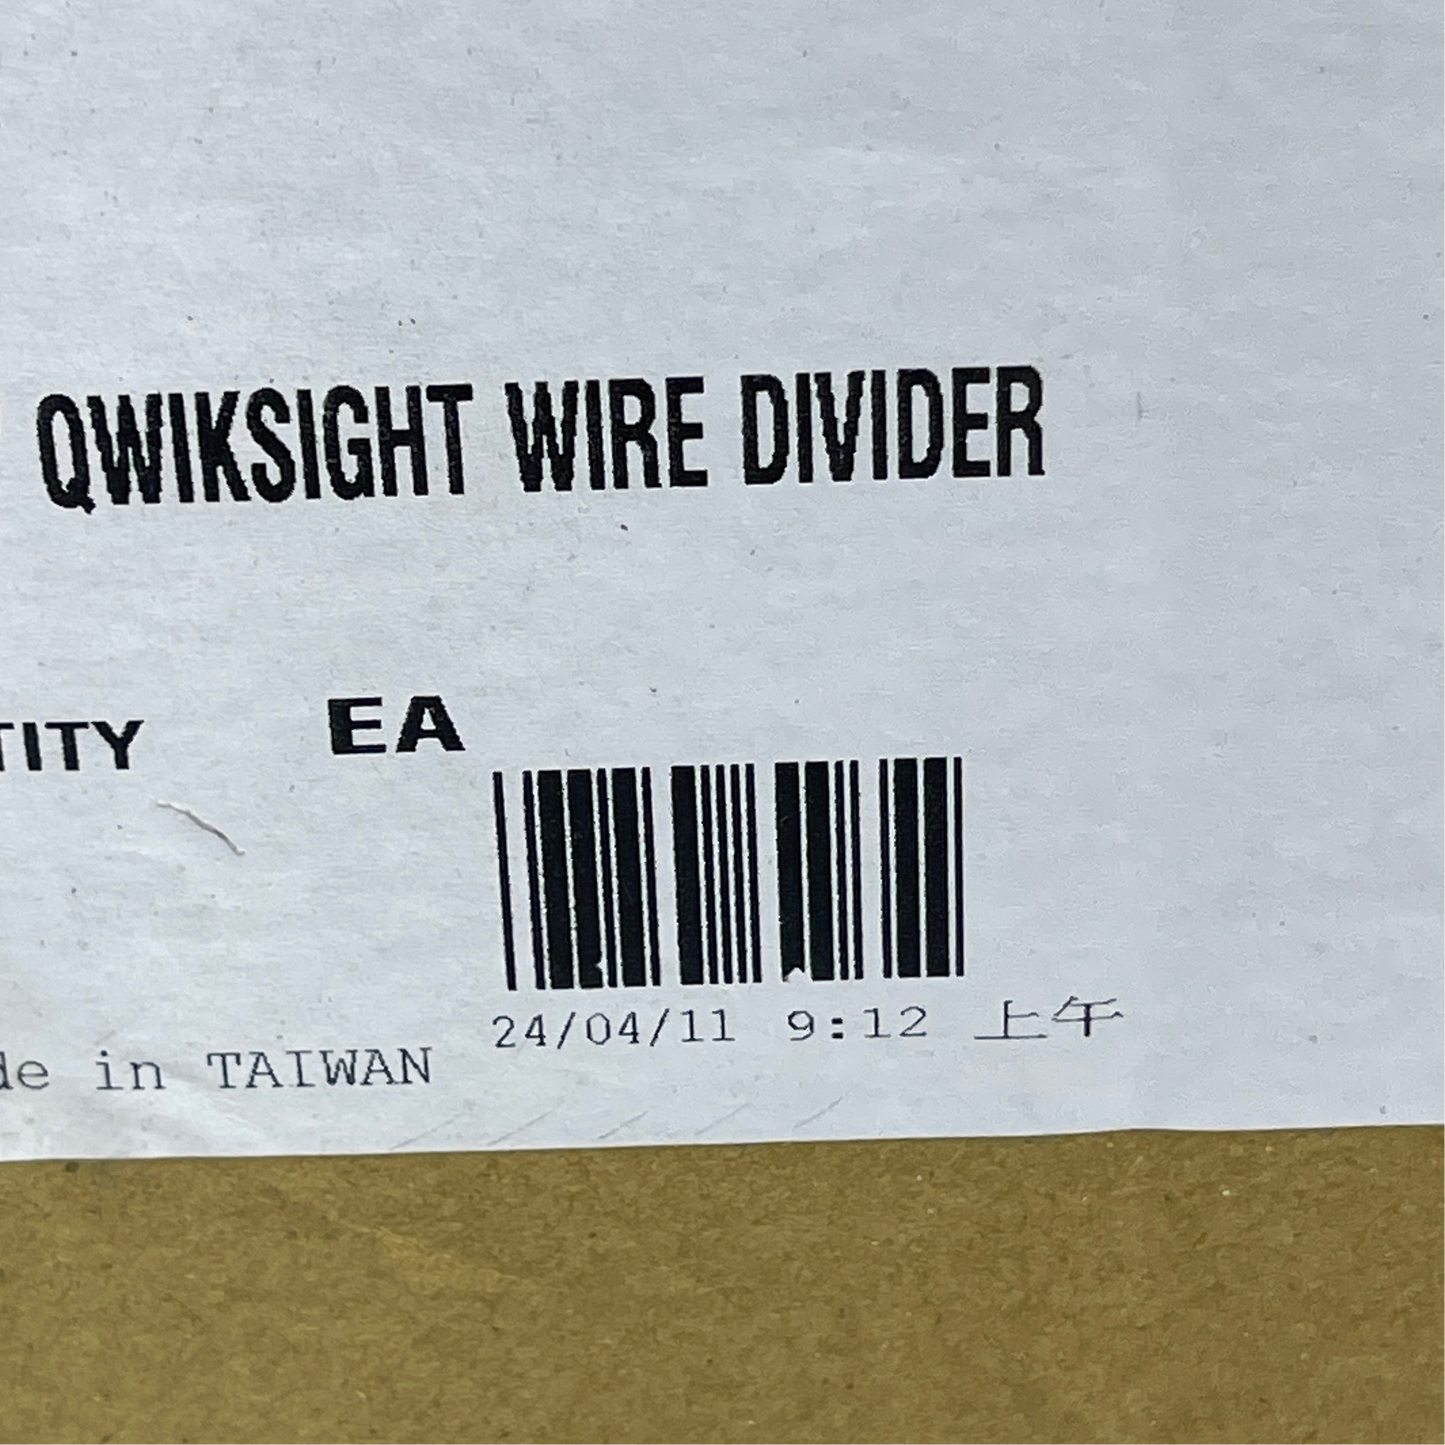 QWIKSIGHT WIRE DIVIDER
TITY EA
24/04/11 9:12 上午
de in TAIWAN